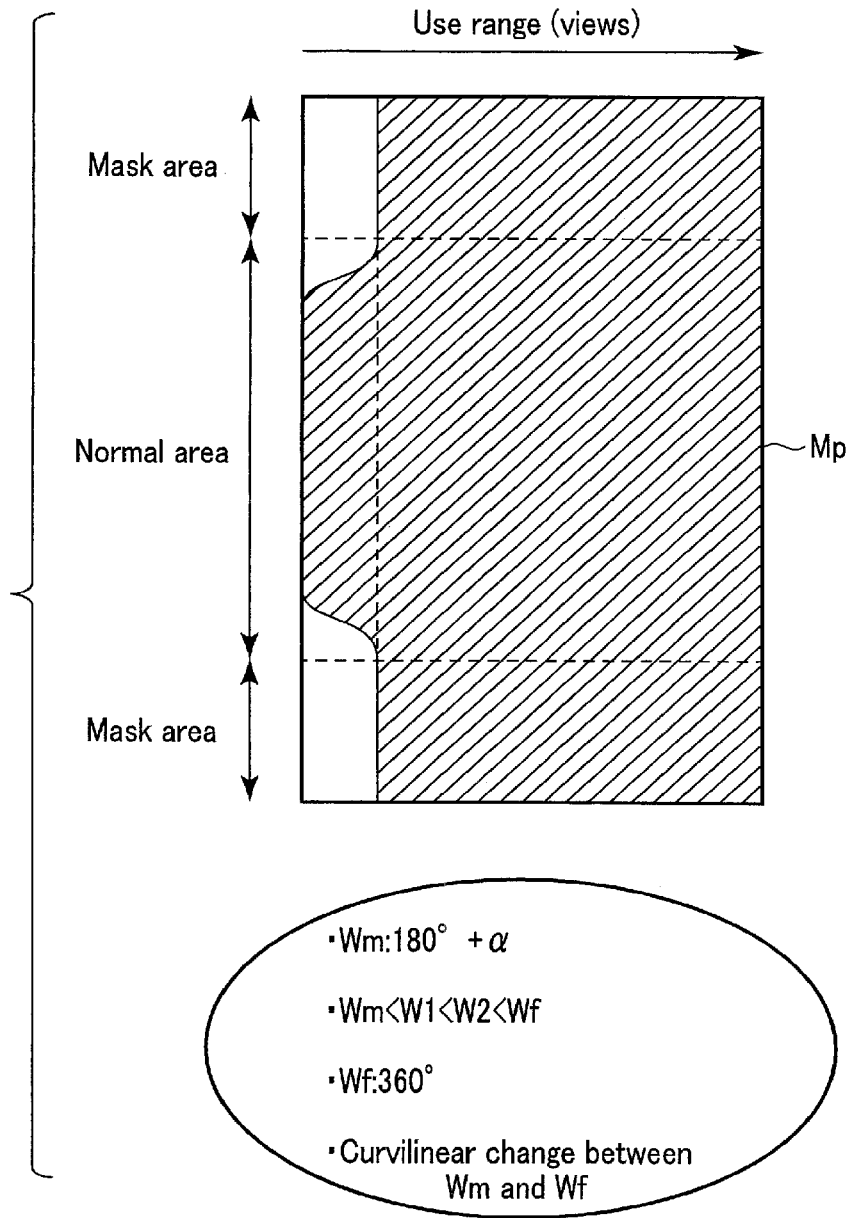 Use range (views)
Mask area
Normal area
Mp
Mask area
・Wm:180° +α
・Wm<W1<W2<Wf
・Wf:360°
・Curvilinear change between
Wm and Wf